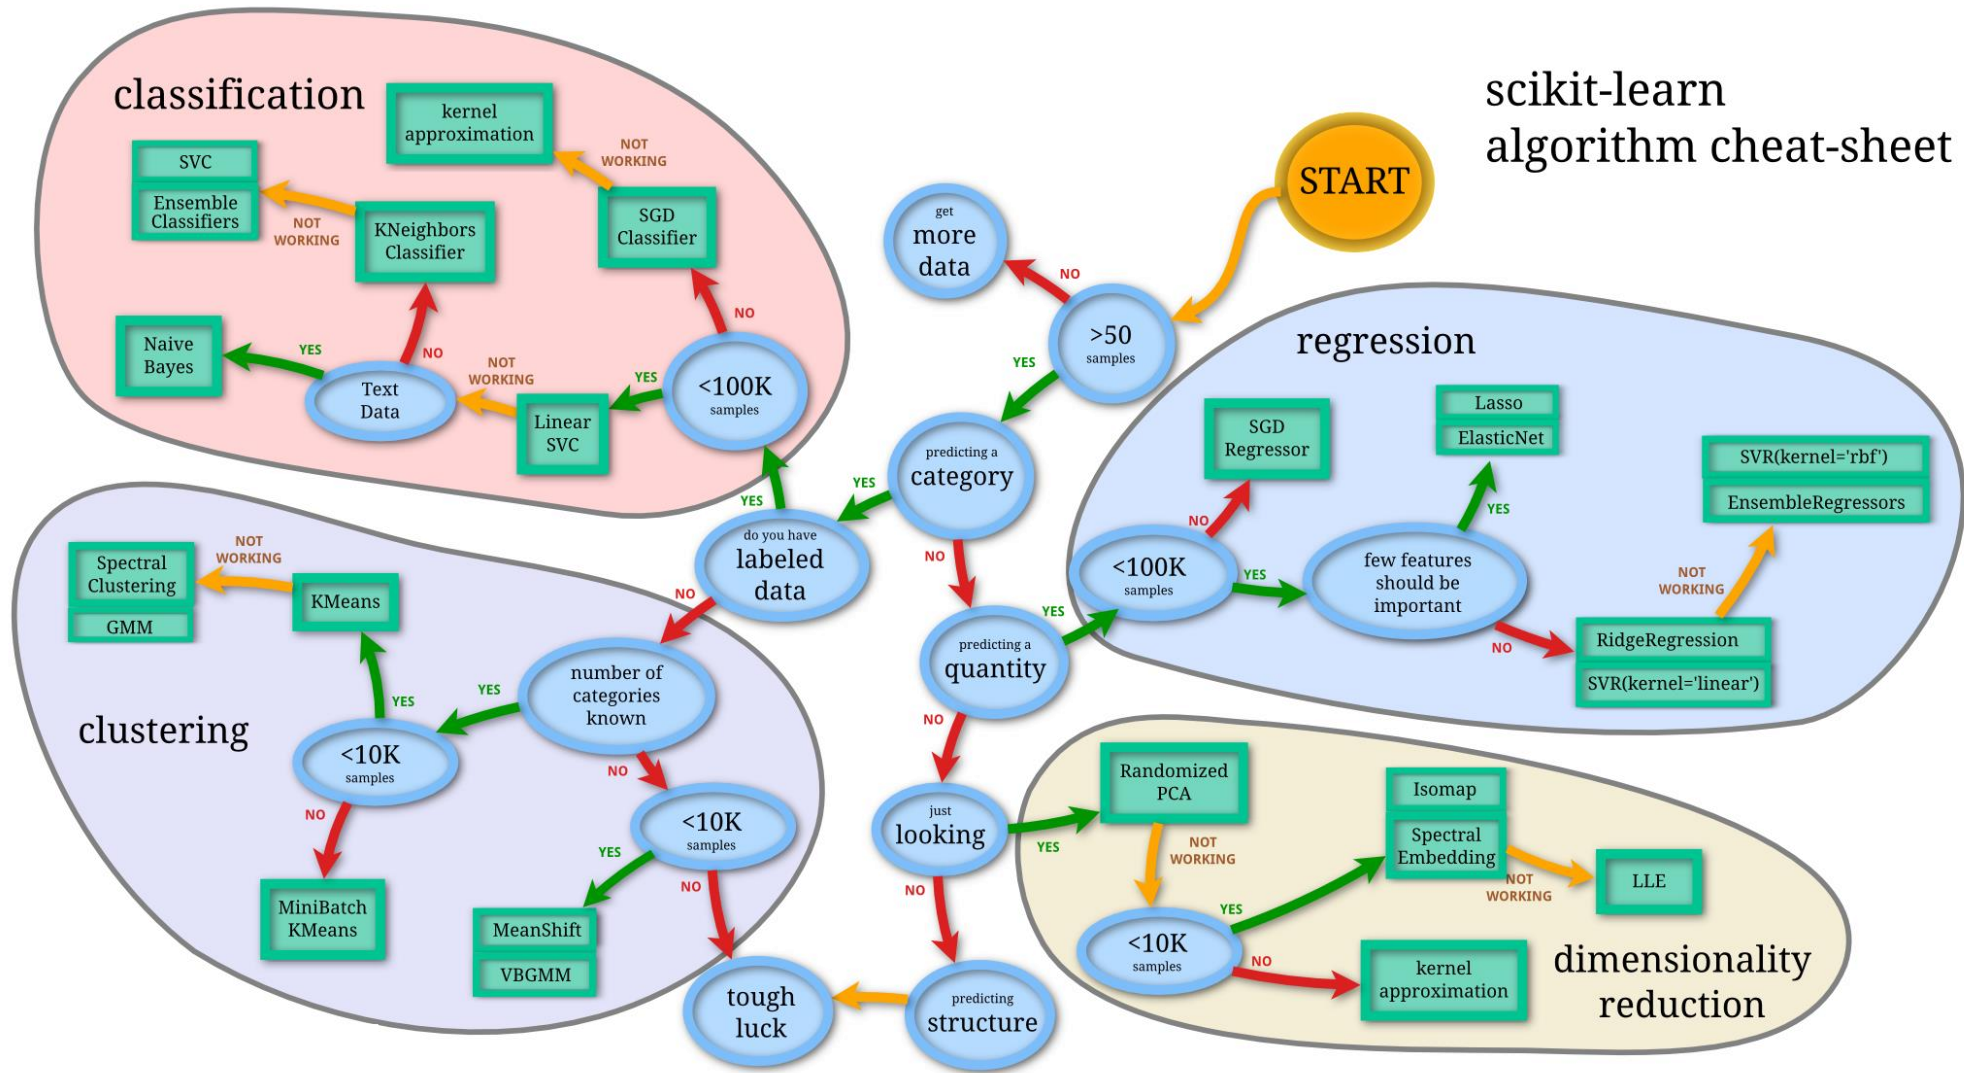 scikit-learn
algorithm cheat-sheet
START
classification
kernel
approximation
NOT
WORKING
SVC
Ensemble
Classifiers
NOT
WORKING
KNeighbors
Classifier
SGD
Classifier
NO
Naive
Bayes
YES
NO
Text
Data
NOT
WORKING
Linear
SVC
YES
<100K
samples
get
more
data
NO
>50
samples
YES
predicting a
category
YES
YES
do you have
labeled
data
NO
NO
predicting a
quantity
YES
NO
just
looking
YES
NO
predicting
structure
tough
luck
regression
SGD
Regressor
NO
<100K
samples
YES
few features
should be
important
YES
Lasso
ElasticNet
NO
SVR(kernel='rbf')
EnsembleRegressors
NOT
WORKING
RidgeRegression
SVR(kernel='linear')
clustering
Spectral
Clustering
GMM
NOT
WORKING
KMeans
YES
<10K
samples
NO
MiniBatch
KMeans
YES
number of
categories
known
NO
<10K
samples
YES
NO
MeanShift
VBGMM
Randomized
PCA
NOT
WORKING
<10K
samples
YES
NO
Isomap
Spectral
Embedding
NOT
WORKING
LLE
kernel
approximation
dimensionality
reduction